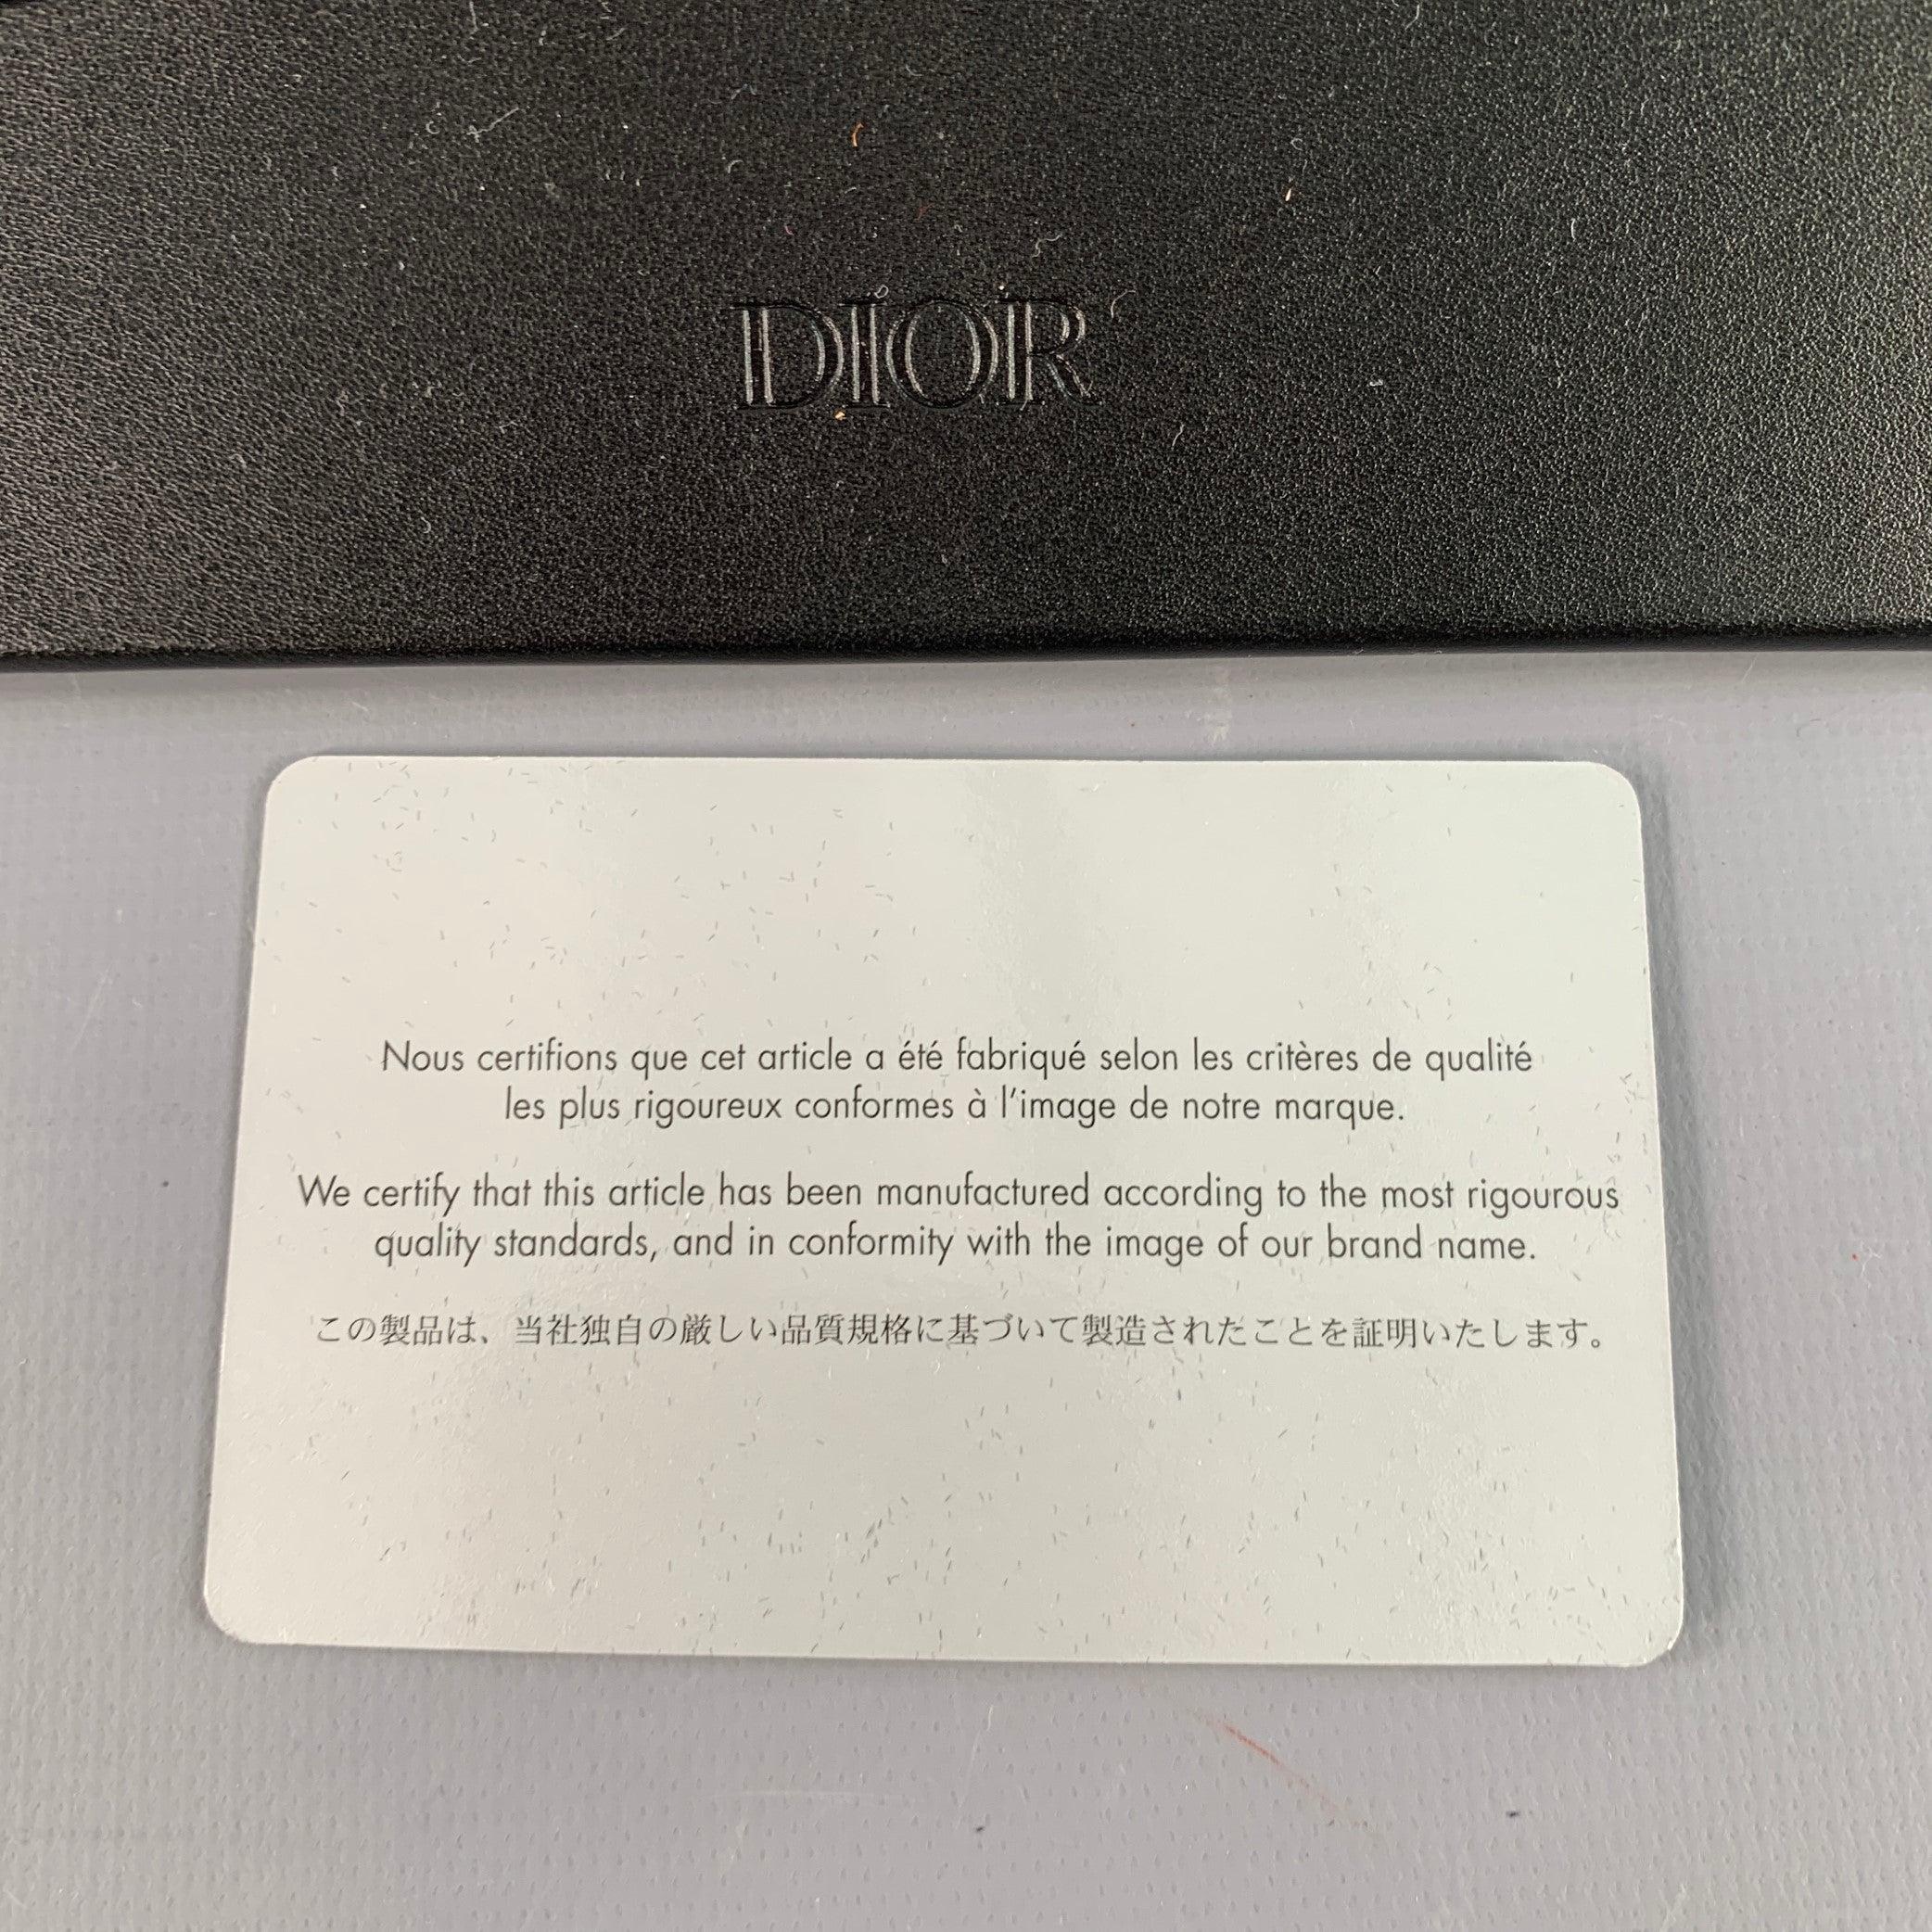 DIOR
Nous certifions que cet article a été fabriqué selon les critères de qualité
les plus rigoureux conformes à l'image de notre marque.
We certify that this article has been manufactured according to the most rigourous
quality standards, and in conformity with the image of our brand name.
この製品は、当社独自の厳しい品質規格に基づいて製造されたことを証明いたします。